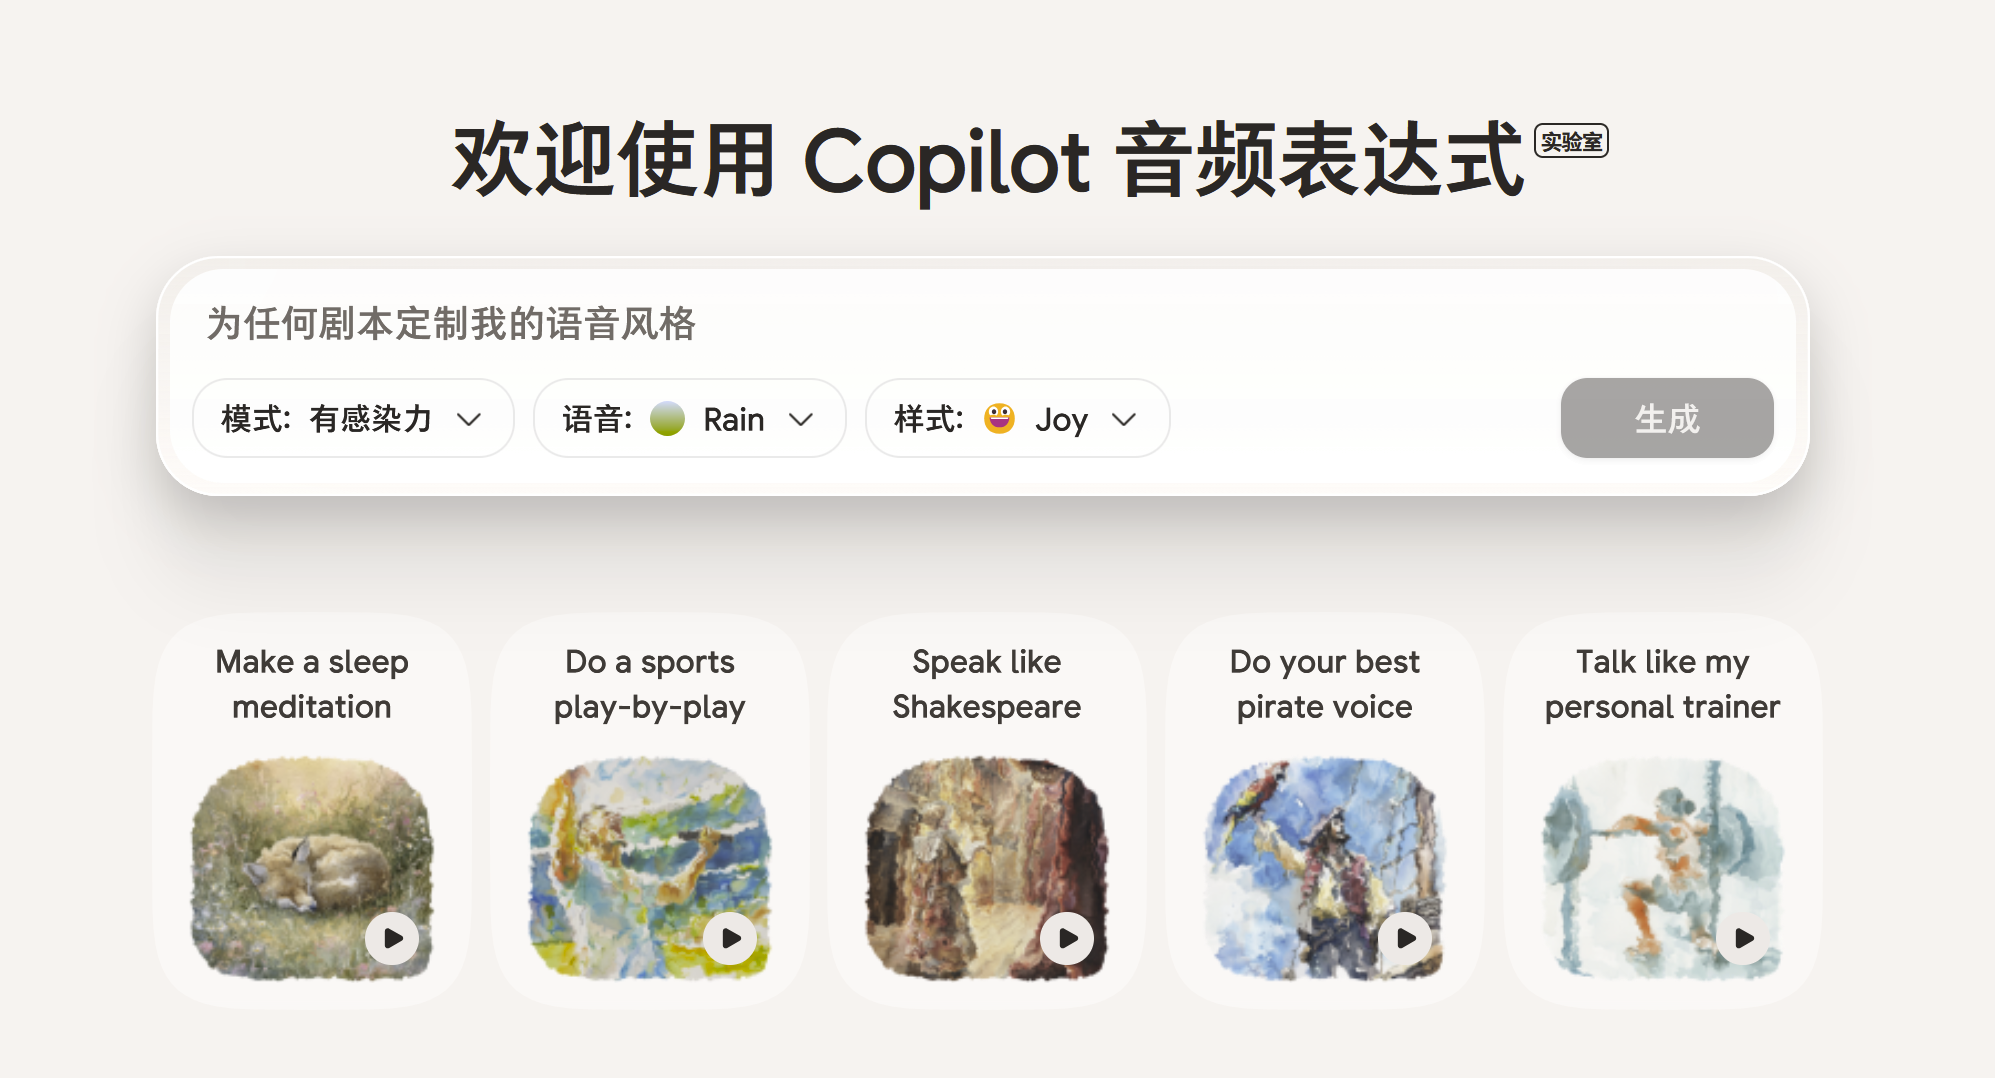 欢迎使用 Copilot 音频表达式 实验室
为任何剧本定制我的语音风格
模式: 有感染力 语音: Rain 样式: Joy 生成
Make a sleep
meditation
Do a sports
play-by-play
Speak like
Shakespeare
Do your best
pirate voice
Talk like my
personal trainer